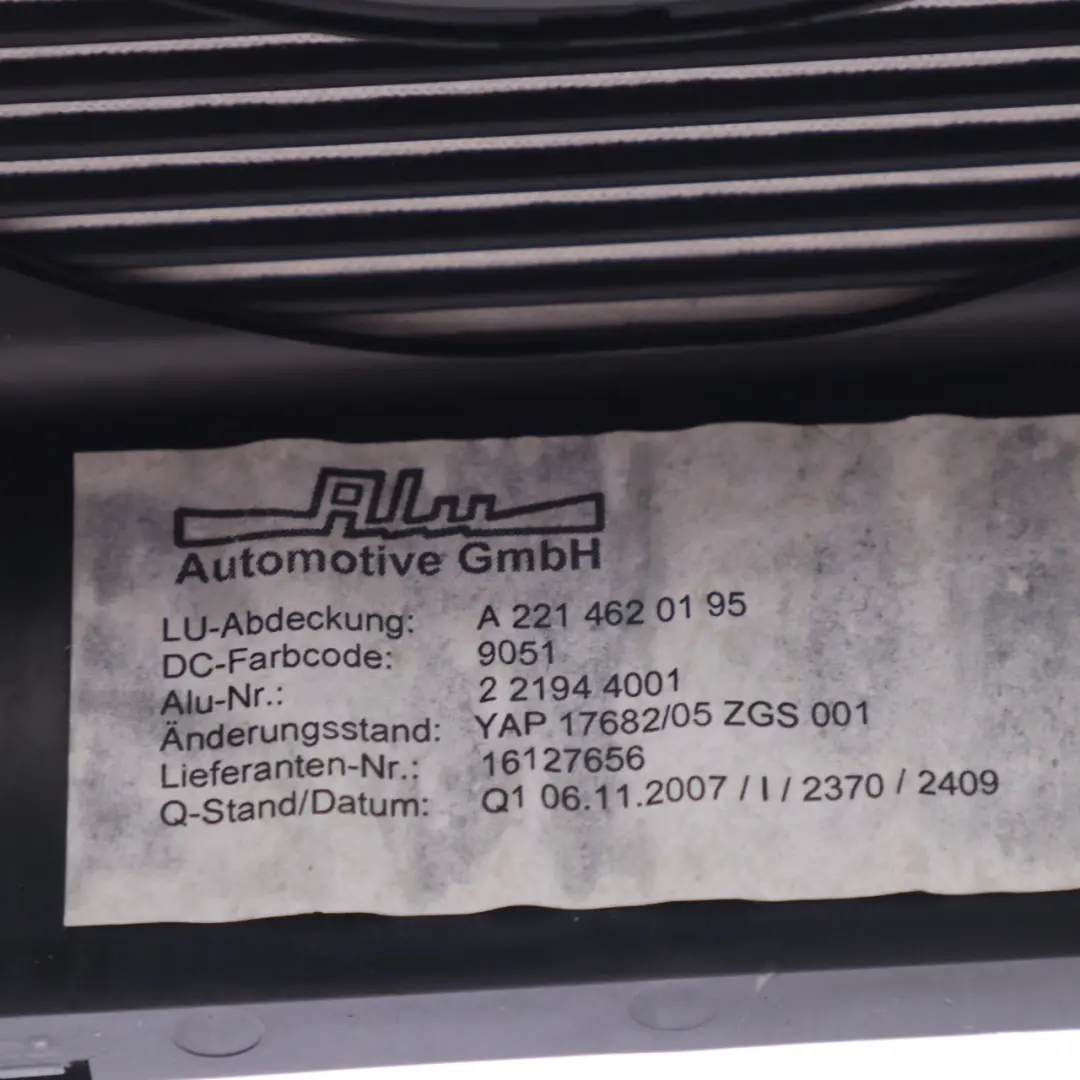 Alu
Automotive GmbH
LU-Abdeckung: A 221 462 01 95
DC-Farbcode: 9051
Alu-Nr.: 2 2194 4001
Änderungsstand: YAP 17682/05 ZGS 001
Lieferanten-Nr.: 16127656
Q-Stand/Datum: Q1 06.11.2007 / I / 2370 / 2409